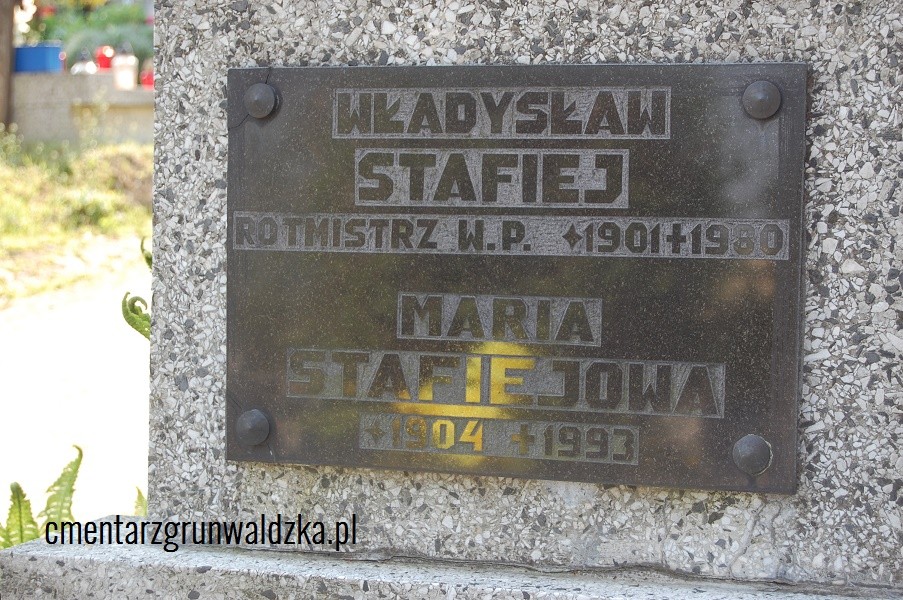 WŁADYSŁAW
STAFIEJ
ROTMISTRZ W.P. ✦1901✝1980
MARIA
STAFIEJOWA
✦1904 ✝1993
cmentarzgrunwaldzka.pl